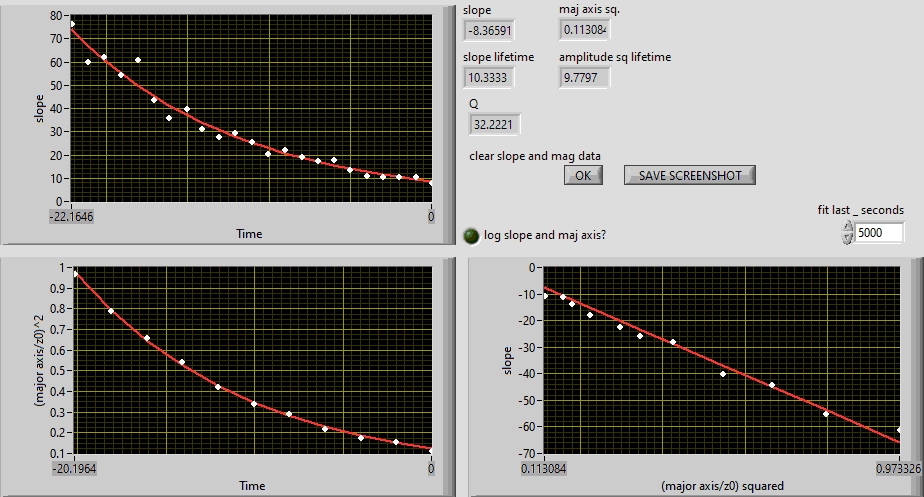 slope
maj axis sq.
-8.36591
0.113084
slope lifetime
amplitude sq lifetime
10.3333
9.7797
Q
32.2221
clear slope and mag data
OK
SAVE SCREENSHOT
fit last _ seconds
5000
log slope and maj axis?
80
70
60
50
40
30
20
10
0
slope
-22.1646
0
Time
1
0.9
0.8
0.7
0.6
0.5
0.4
0.3
0.2
0.1
(major axis/z0)^2
-20.1964
0
Time
0
-10
-20
-30
-40
-50
-60
-70
slope
0.113084
0.973326
(major axis/z0) squared